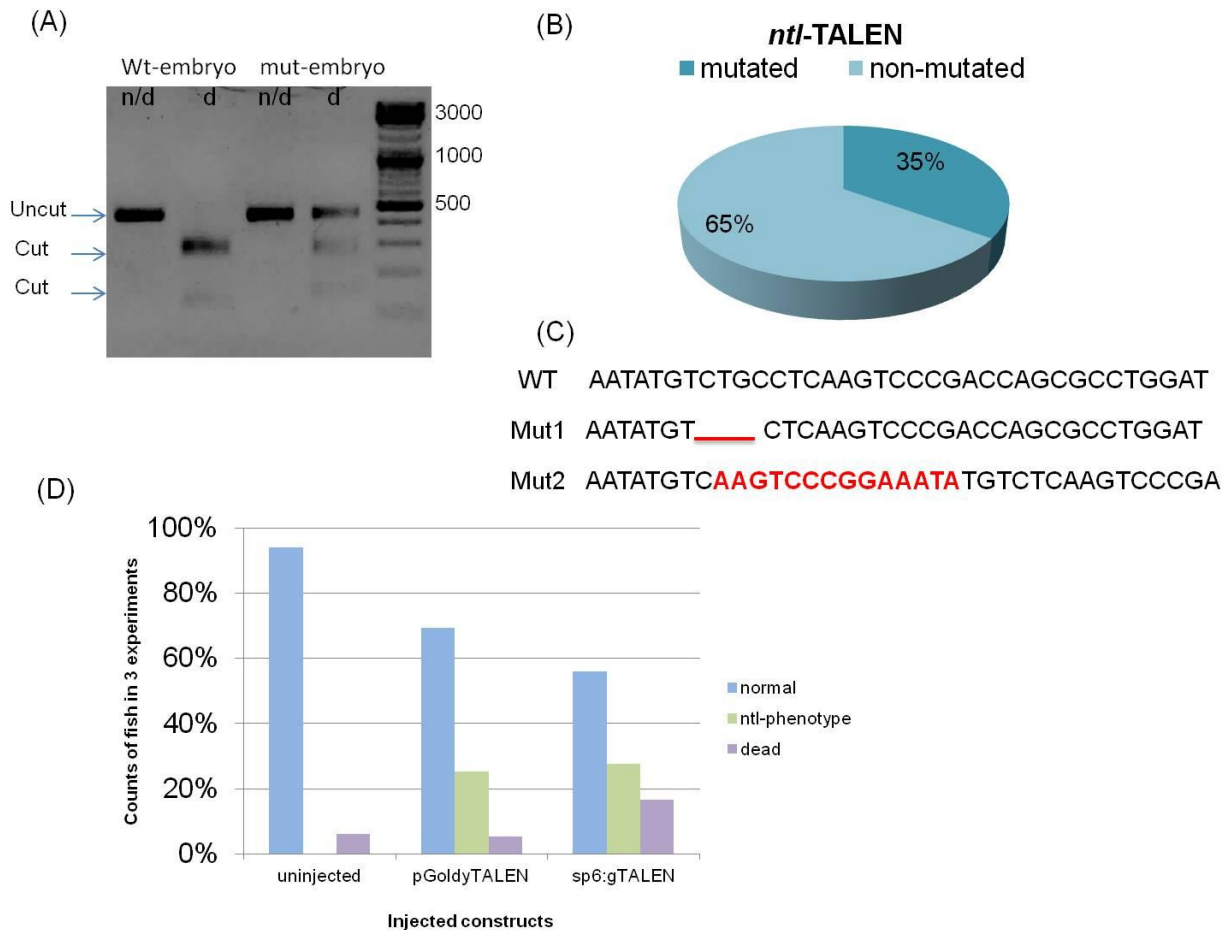 (A)
Wt-embryo mut-embryo
n/d d n/d d
3000
1000
500
Uncut
Cut
Cut
(B)
ntl-TALEN
mutated non-mutated
35%
65%
(C)
WT AATATGTCTGCCTCAAGTCCCGACCAGCGCCTGGAT
Mut1 AATATGT____ CTCAAGTCCCGACCAGCGCCTGGAT
Mut2 AATATGTCAAGTCCCGGAAATATGTCTCAAGTCCCGA
(D)
100%
80%
60%
40%
20%
0%
Counts of fish in 3 experiments
uninjected pGoldyTALEN sp6:gTALEN
Injected constructs
normal
ntl-phenotype
dead